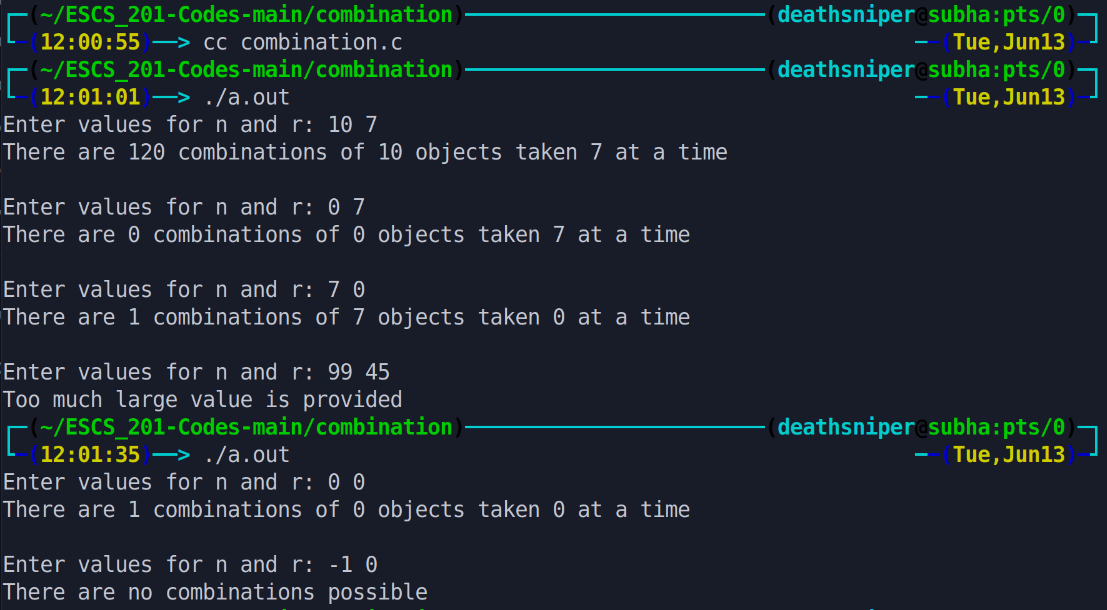 (~/ESCS_201-Codes-main/combination) (deathsniper@subha:pts/0)
(12:00:55)--> cc combination.c (Tue,Jun13)
(~/ESCS_201-Codes-main/combination) (deathsniper@subha:pts/0)
(12:01:01)--> ./a.out (Tue,Jun13)
Enter values for n and r: 10 7
There are 120 combinations of 10 objects taken 7 at a time
Enter values for n and r: 0 7
There are 0 combinations of 0 objects taken 7 at a time
Enter values for n and r: 7 0
There are 1 combinations of 7 objects taken 0 at a time
Enter values for n and r: 99 45
Too much large value is provided
(~/ESCS_201-Codes-main/combination) (deathsniper@subha:pts/0)
(12:01:35)--> ./a.out (Tue,Jun13)
Enter values for n and r: 0 0
There are 1 combinations of 0 objects taken 0 at a time
Enter values for n and r: -1 0
There are no combinations possible